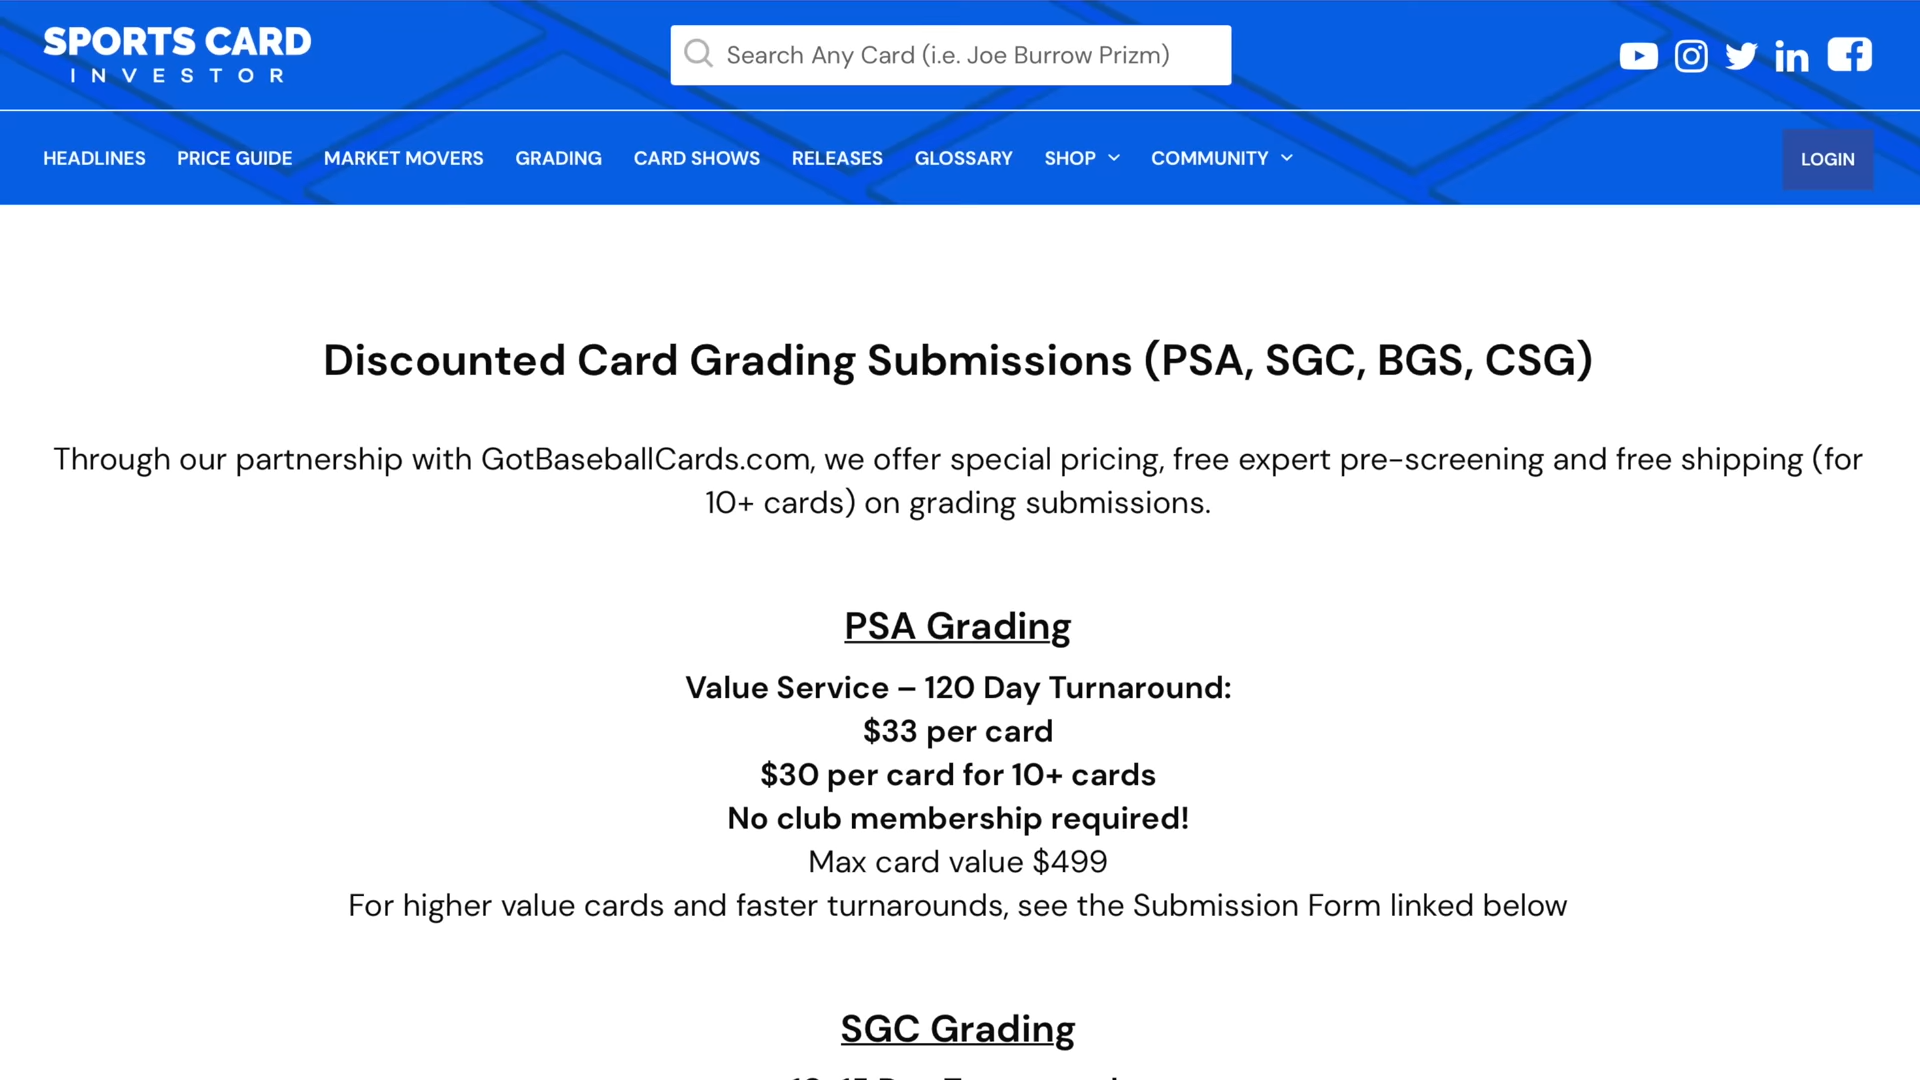 SPORTS CARD
INVESTOR
Search Any Card (i.e. Joe Burrow Prizm)
HEADLINES PRICE GUIDE MARKET MOVERS GRADING CARD SHOWS RELEASES GLOSSARY SHOP COMMUNITY LOGIN
Discounted Card Grading Submissions (PSA, SGC, BGS, CSG)
Through our partnership with GotBaseballCards.com, we offer special pricing, free expert pre-screening and free shipping (for
10+ cards) on grading submissions.
PSA Grading
Value Service – 120 Day Turnaround:
$33 per card
$30 per card for 10+ cards
No club membership required!
Max card value $499
For higher value cards and faster turnarounds, see the Submission Form linked below
SGC Grading